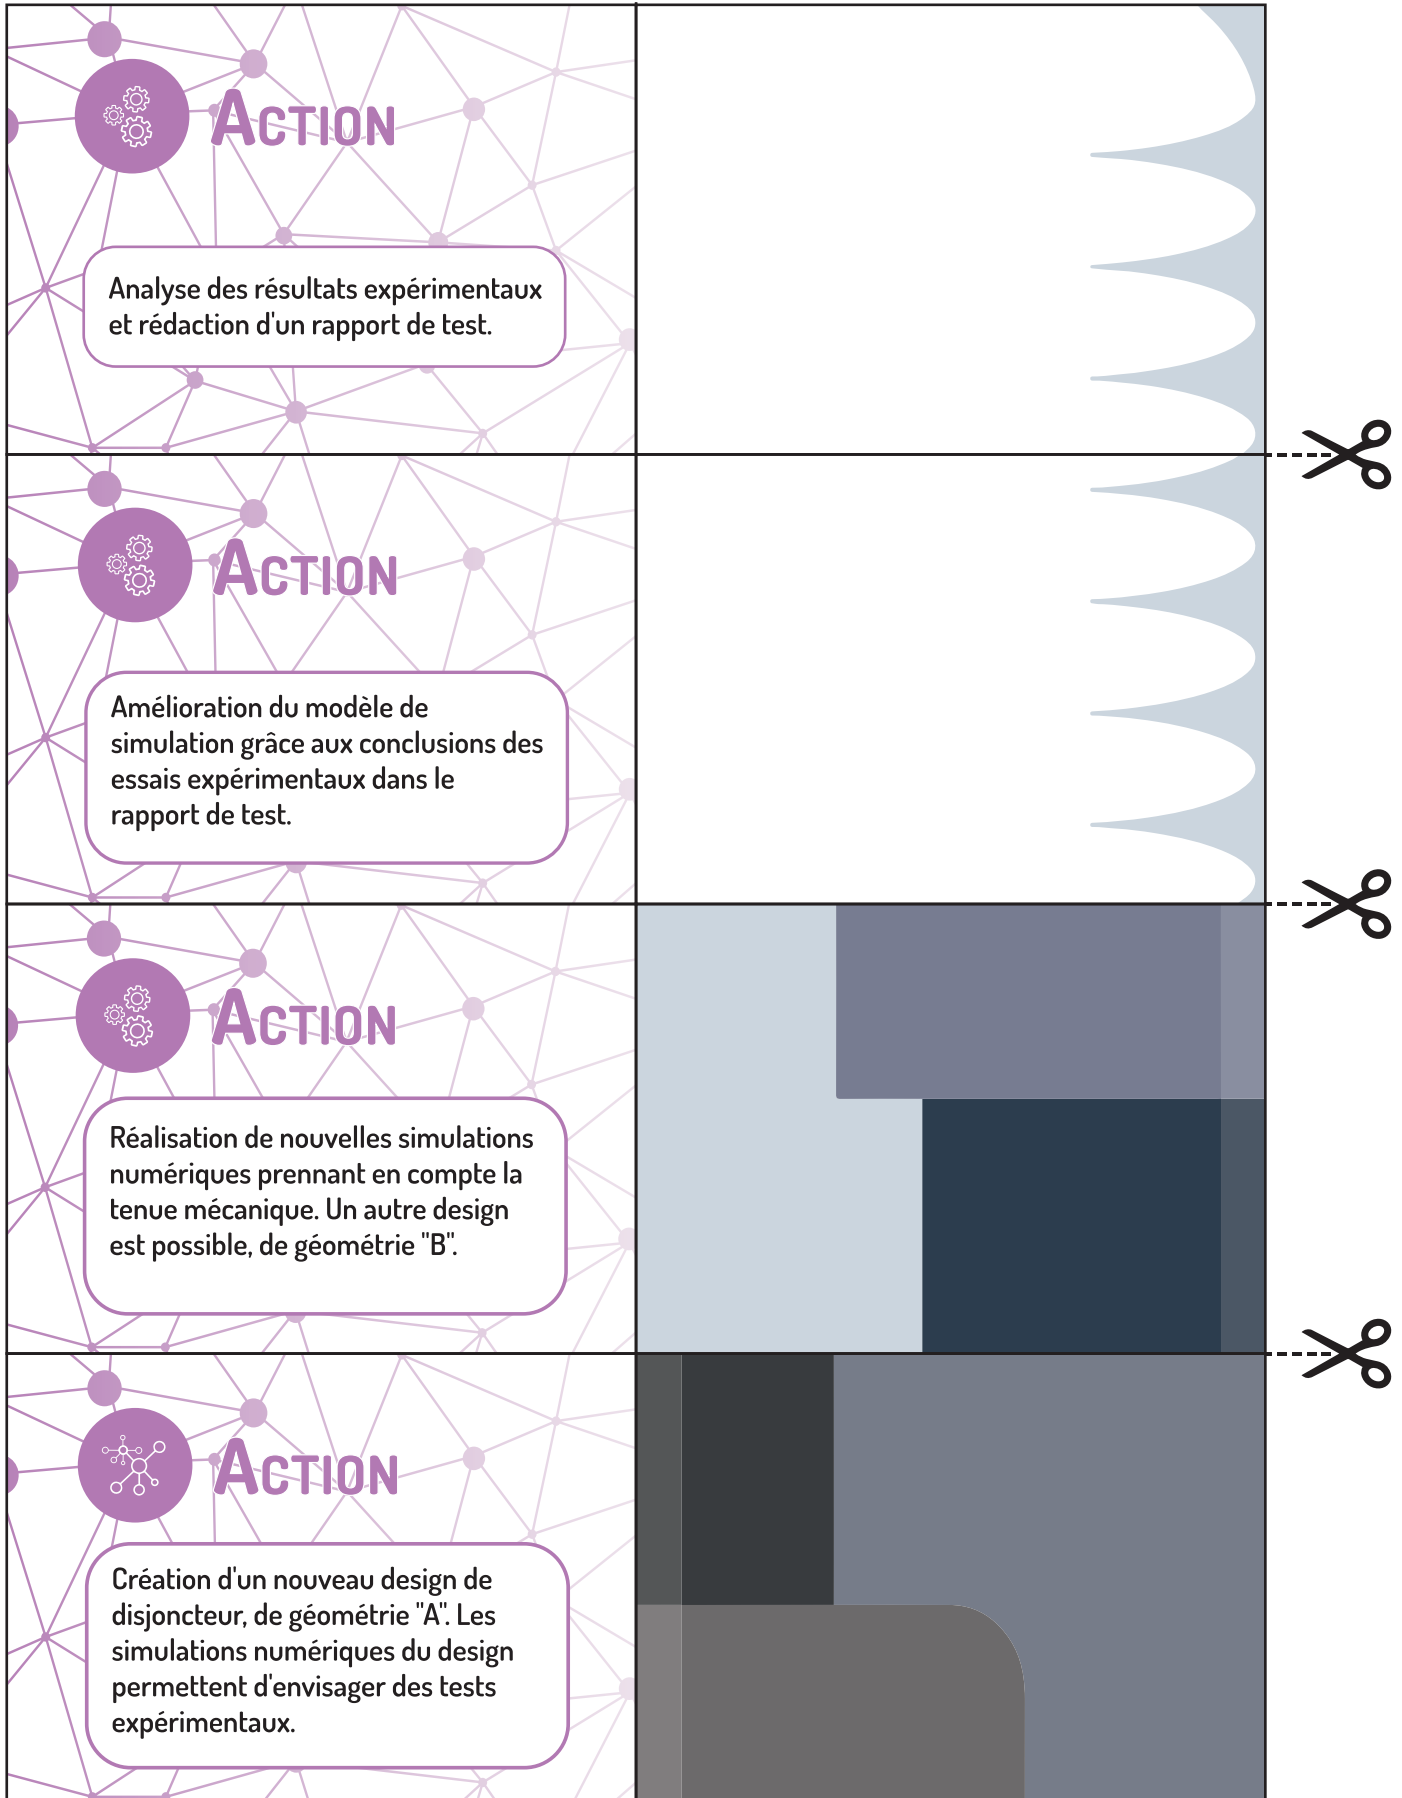 ACTION
Analyse des résultats expérimentaux
et rédaction d'un rapport de test.
ACTION
Amélioration du modèle de
simulation grâce aux conclusions des
essais expérimentaux dans le
rapport de test.
ACTION
Réalisation de nouvelles simulations
numériques prennant en compte la
tenue mécanique. Un autre design
est possible, de géométrie "B".
ACTION
Création d'un nouveau design de
disjoncteur, de géométrie "A". Les
simulations numériques du design
permettent d'envisager des tests
expérimentaux.